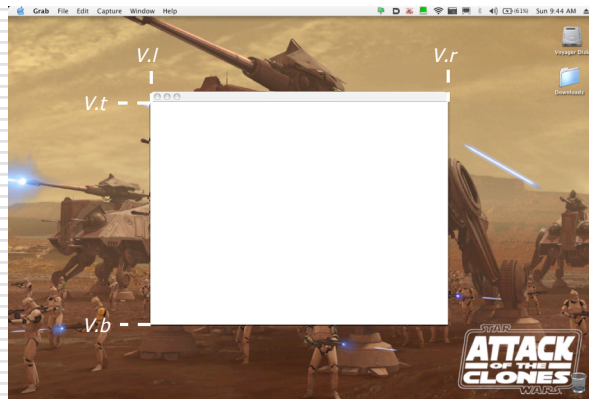 Grab File Edit Capture Window Help (61%) Sun 9:44 AM
Voyager Disk
Downloads
V.l V.r
V.t
V.b
STAR
ATTACK
OF THE
CLONES
WARS